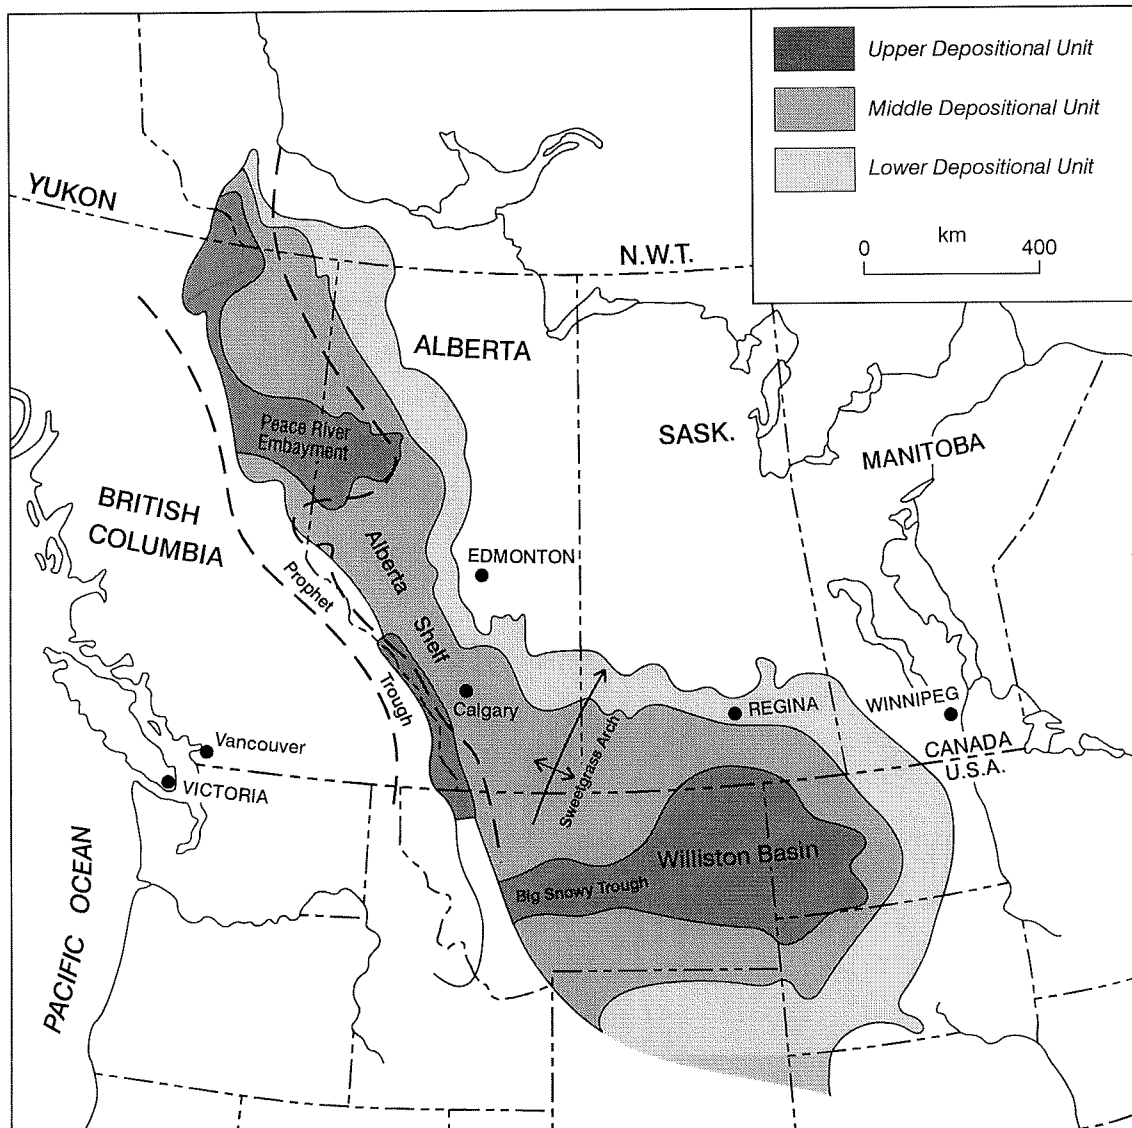 Upper Depositional Unit
Middle Depositional Unit
Lower Depositional Unit
km
0 400
YUKON
N.W.T.
ALBERTA
SASK.
MANITOBA
Peace River
Embayment
BRITISH
COLUMBIA
Alberta
Shelf
EDMONTON
Prophet
Trough
Calgary
REGINA
WINNIPEG
Vancouver
VICTORIA
CANADA
U.S.A.
Sweetgrass Arch
Williston Basin
Big Snowy Trough
PACIFIC OCEAN